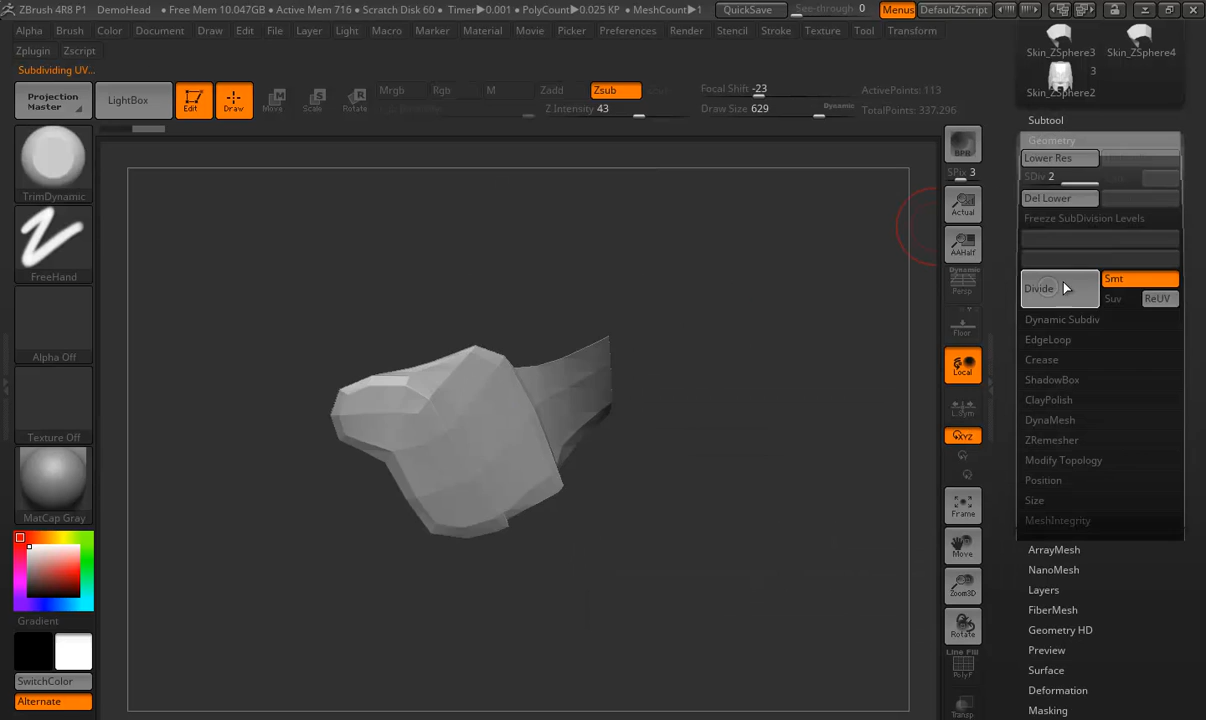 ZBrush 4R8 P1 DemoHead • Free Mem 10.047GB • Active Mem 716 • Scratch Disk 60 • Timer▶0.001 • PolyCount▶0.025 KP • MeshCount▶1 QuickSave See-through 0 Menus DefaultZScript
Alpha Brush Color Document Draw Edit File Layer Light Macro Marker Material Movie Picker Preferences Render Stencil Stroke Texture Tool Transform
Zplugin Zscript
Subdividing UV...
Projection Master
LightBox
Edit
Draw
Move
Scale
Rotate
Mrgb Rgb M
Zadd Zsub
Z Intensity 43
Focal Shift -23
Draw Size 629 Dynamic
ActivePoints: 113
TotalPoints: 337,296
TrimDynamic
FreeHand
Alpha Off
Texture Off
MatCap Gray
Gradient
SwitchColor
Alternate
BPR
SPix 3
Actual
AAHalf
Dynamic
Persp
Floor
Local
L.Sym
XYZ
Frame
Move
Zoom3D
Rotate
Line Fill
PolyF
Transp
Skin_ZSphere3 Skin_ZSphere4
3
Skin_ZSphere2
Subtool
Geometry
Lower Res
SDiv 2
Del Lower
Freeze SubDivision Levels
Divide
Smt
Suv ReUV
Dynamic Subdiv
EdgeLoop
Crease
ShadowBox
ClayPolish
DynaMesh
ZRemesher
Modify Topology
Position
Size
MeshIntegrity
ArrayMesh
NanoMesh
Layers
FiberMesh
Geometry HD
Preview
Surface
Deformation
Masking